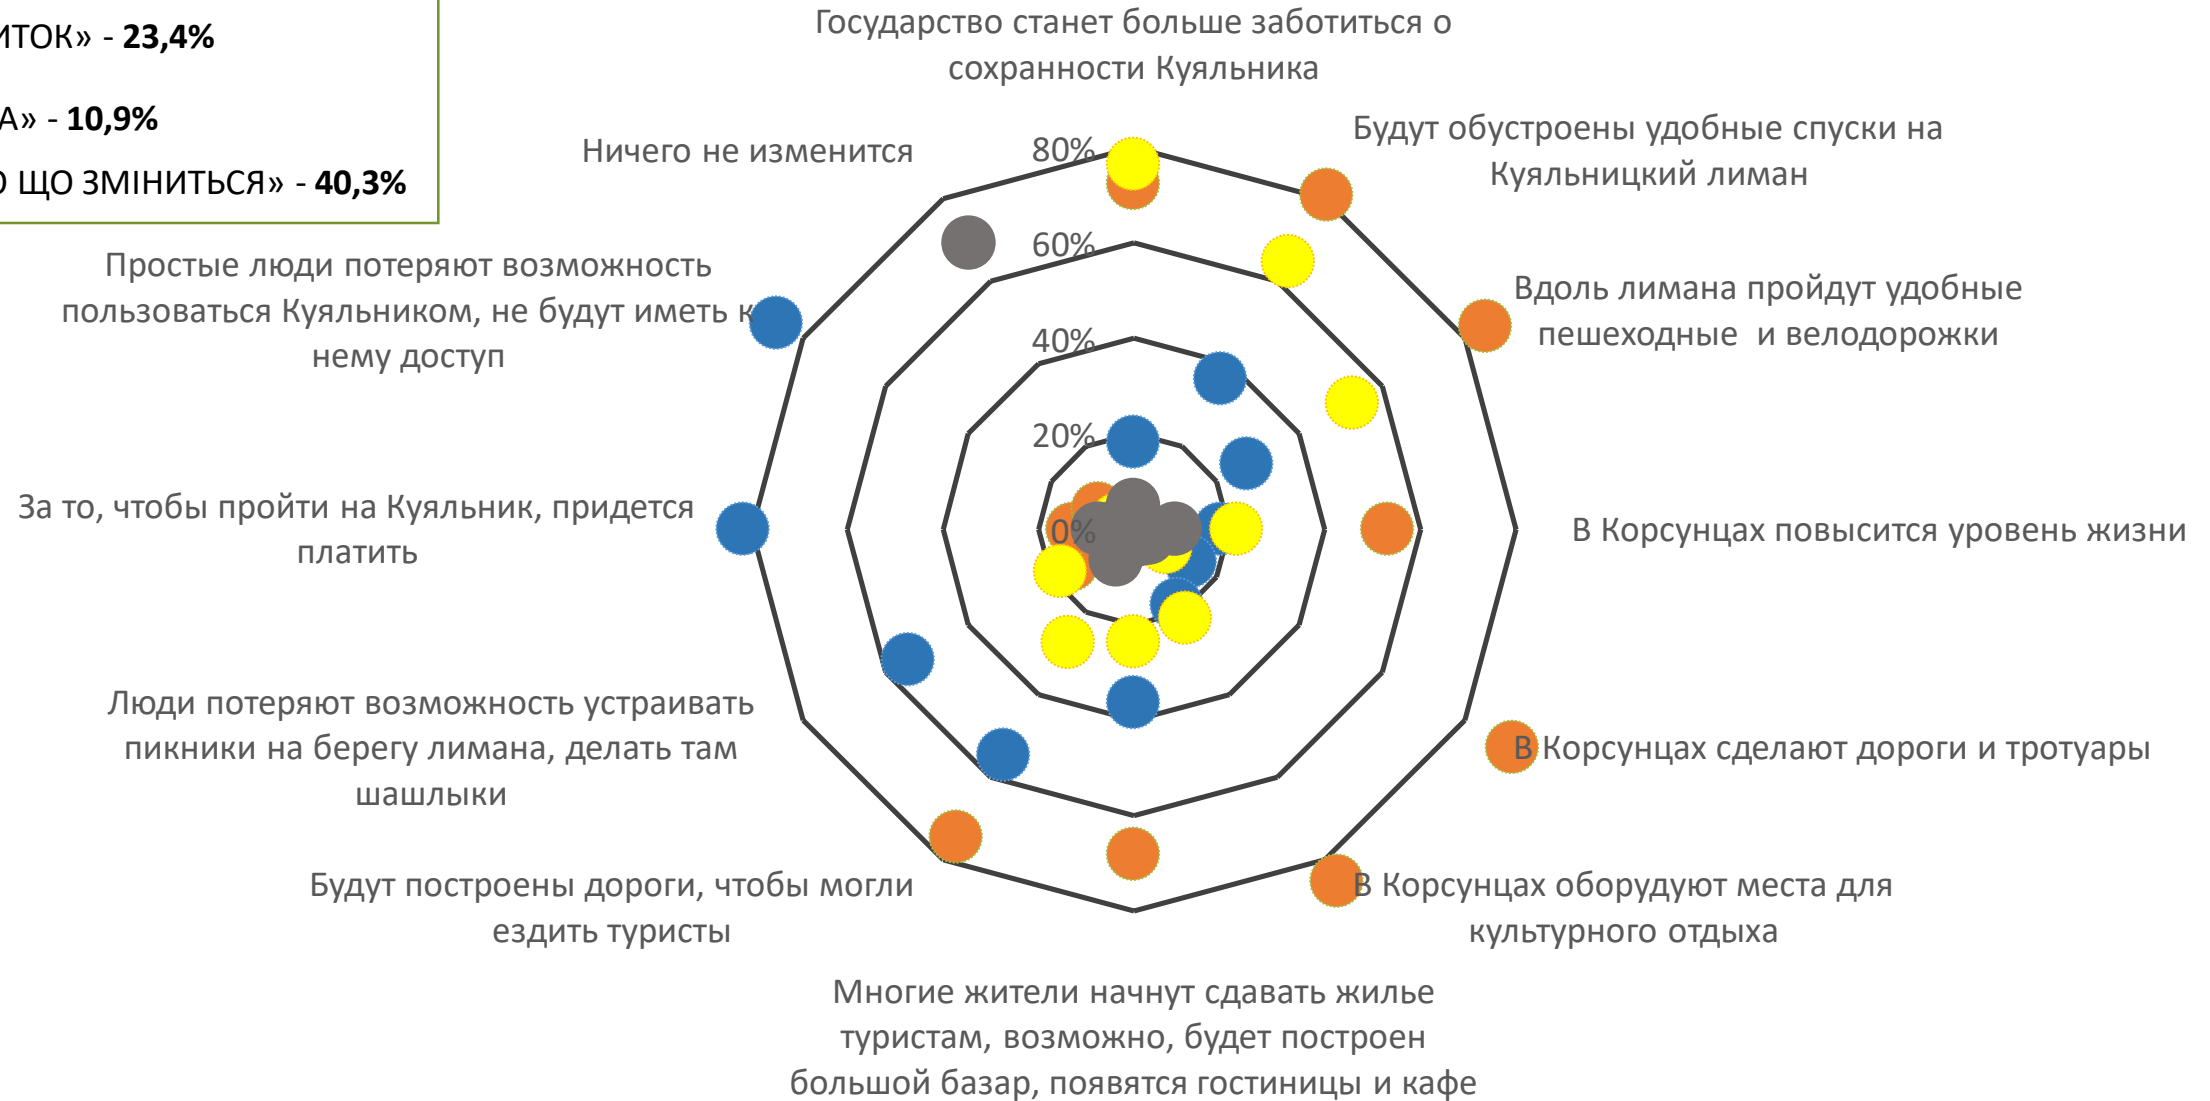 ИТОК» - 23,4%
А» - 10,9%
О ЩО ЗМІНИТЬСЯ» - 40,3%
Государство станет больше заботиться о
сохранности Куяльника
Будут обустроены удобные спуски на
Куяльницкий лиман
Вдоль лимана пройдут удобные
пешеходные и велодорожки
В Корсунцах повысится уровень жизни
В Корсунцах сделают дороги и тротуары
В Корсунцах оборудуют места для
культурного отдыха
Многие жители начнут сдавать жилье
туристам, возможно, будет построен
большой базар, появятся гостиницы и кафе
Будут построены дороги, чтобы могли
ездить туристы
Люди потеряют возможность устраивать
пикники на берегу лимана, делать там
шашлыки
За то, чтобы пройти на Куяльник, придется
платить
Простые люди потеряют возможность
пользоваться Куяльником, не будут иметь к
нему доступ
Ничего не изменится
80%
60%
40%
20%
0%